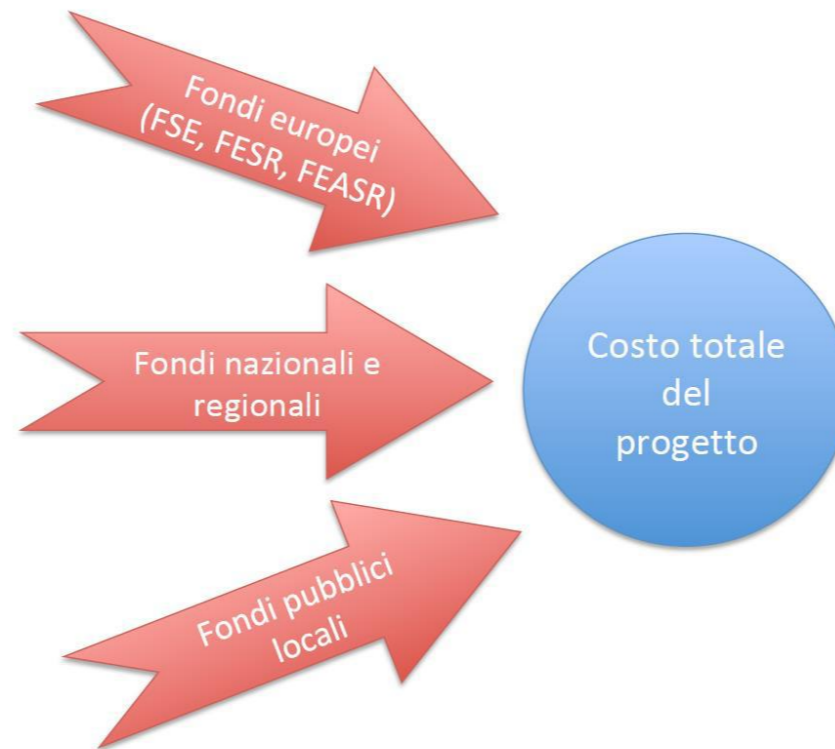 Fondi europei
(FSE, FESR, FEASR)
Fondi nazionali e
regionali
Fondi pubblici
locali
Costo totale
del
progetto